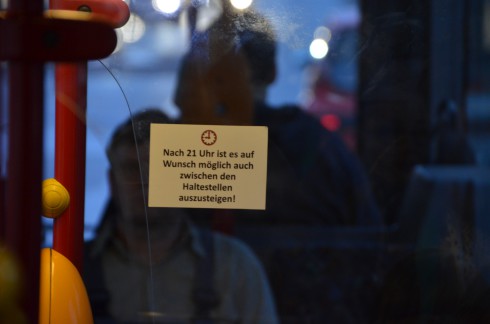 Nach 21 Uhr ist es auf
Wunsch möglich auch
zwischen den
Haltestellen
auszusteigen!